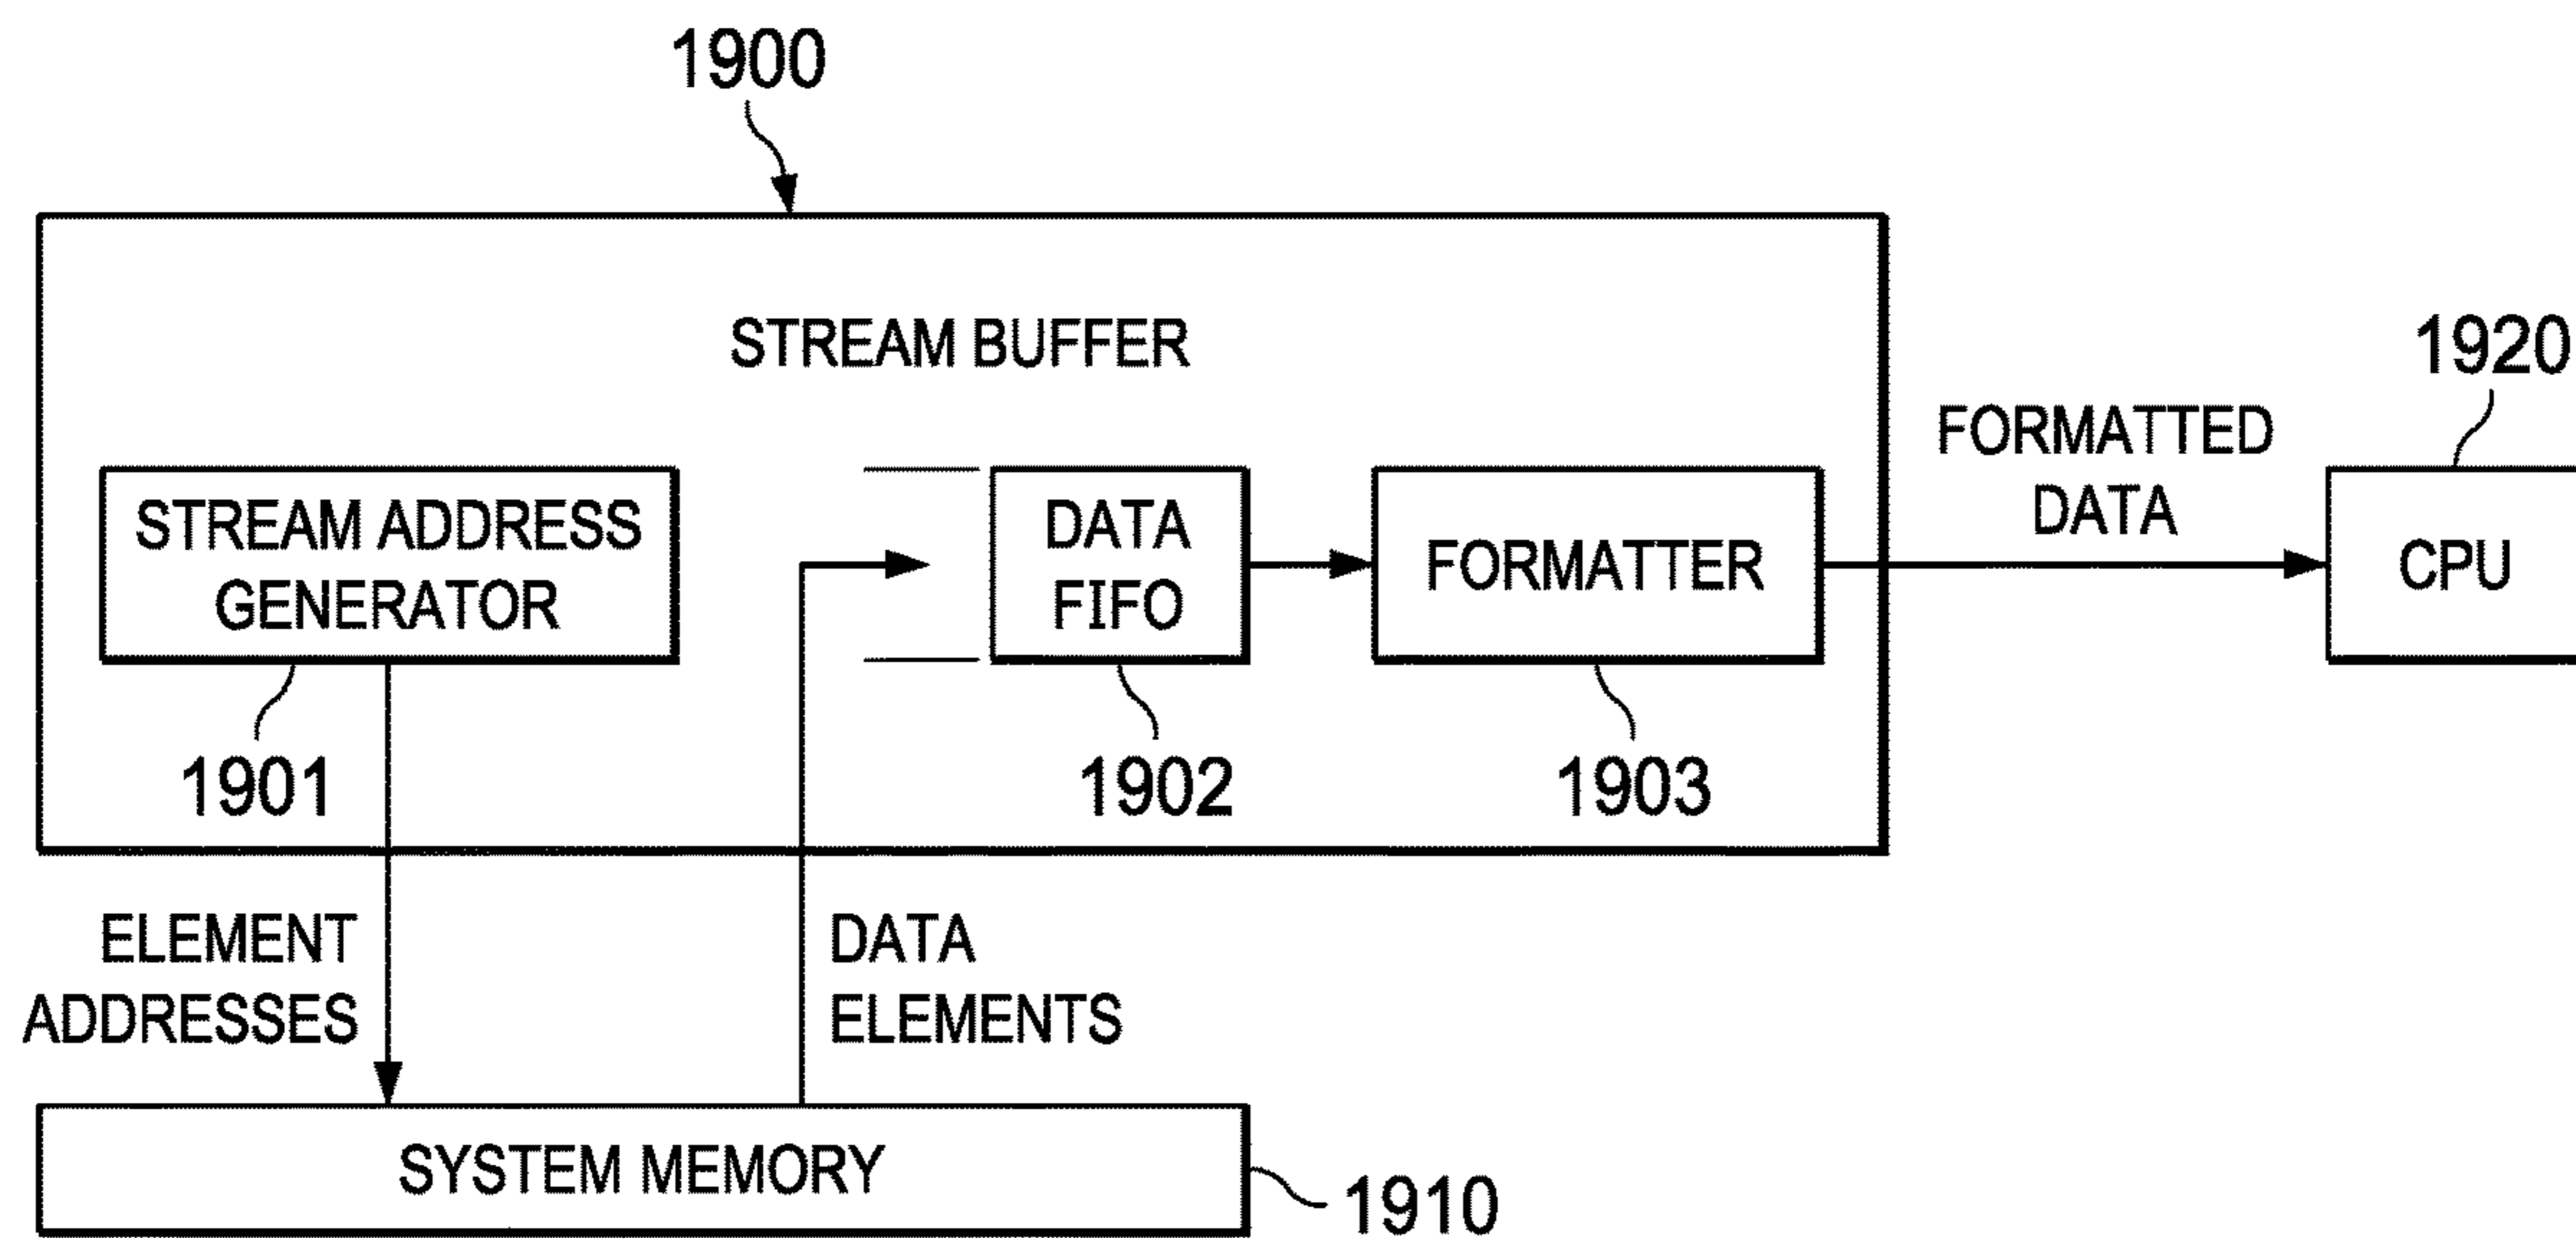 1900
STREAM BUFFER
1920
FORMATTED
DATA
STREAM ADDRESS
GENERATOR
DATA
FIFO
FORMATTER
CPU
1901
1902
1903
ELEMENT
ADDRESSES
DATA
ELEMENTS
SYSTEM MEMORY
1910